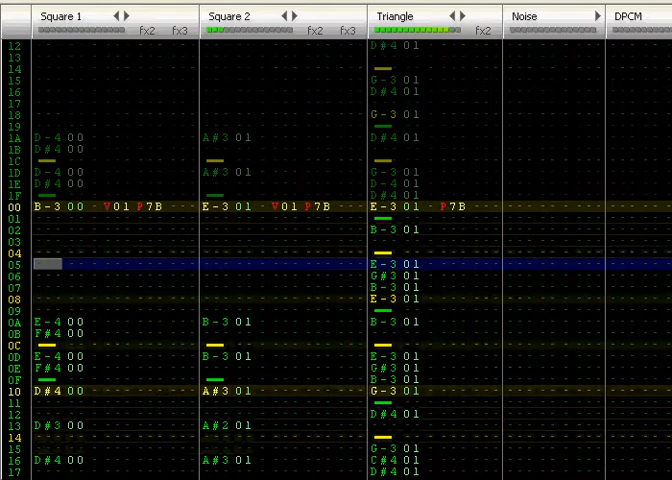 Square 1 Square 2 Triangle Noise DPCM
fx2 fx3 fx2 fx3 fx2
12 D#4 01
13
14
15 G-3 01
16 D#4 01
17
18 G-3 01
19
1A D-4 00 A#3 01 D#4 01
1B D#4 00
1C
1D D-4 00 A#3 01 G-3 01
1E D#4 00 D-4 01
1F D#4 01
00 B-3 00 V01 P7B E-3 01 V01 P7B E-3 01 P7B
01
02 B-3 01
03
04
05 E-3 01
06 G#3 01
07 B-3 01
08 E-3 01
09
0A E-4 00 B-3 01 B-3 01
0B F#4 00
0C
0D E-4 00 B-3 01 E-3 01
0E F#4 00 G#3 01
0F B-3 01
10 D#4 00 A#3 01 G-3 01
11
12 D#4 01
13 D#3 00 A#2 01
14
15 G-3 01
16 D#4 00 A#3 01 C#4 01
17 D#4 01